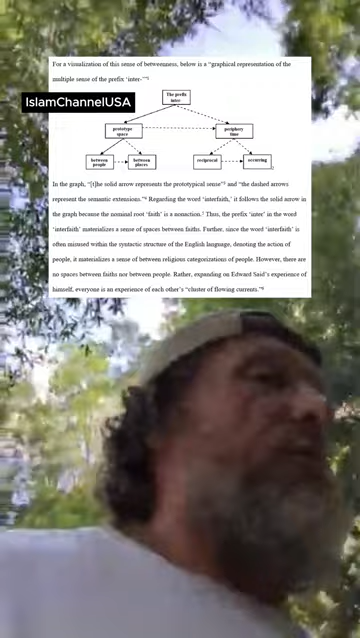 For a visualization of this sense of betweenness, below is a “graphical representation of the
multiple sense of the prefix ‘inter-’”
IslamChannelUSA
The prefix
inter
prototype
space
periphery
time
between
people
between
places
reciprocal
occurring
In the graph, “[t]he solid arrow represents the prototypical sense” and “the dashed arrows
represent the semantic extensions.” Regarding the word ‘interfaith,’ it follows the solid arrow in
the graph because the nominal root ‘faith’ is a nonaction. Thus, the prefix ‘inter’ in the word
‘interfaith’ materializes a sense of spaces between faiths. Further, since the word ‘interfaith’ is
often misused within the syntactic structure of the English language, denoting the action of
people, it materializes a sense of between religious categorizations of people. However, there are
no spaces between faiths nor between people. Rather, expanding on Edward Said’s experience of
himself, everyone is an experience of each other’s “cluster of flowing currents.”